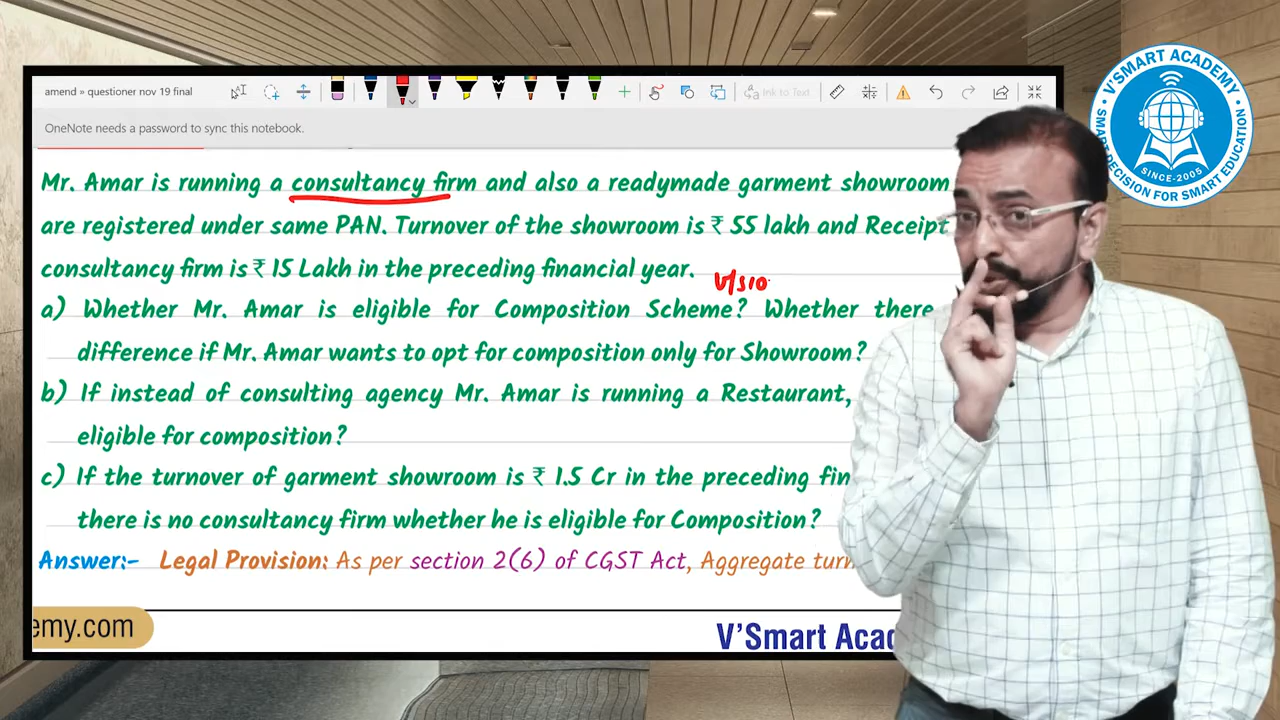 amend » questioner nov 19 final
Ink to Text
OneNote needs a password to sync this notebook.
Mr. Amar is running a consultancy firm and also a readymade garment showroom
are registered under same PAN. Turnover of the showroom is ₹ 55 lakh and Receipt
consultancy firm is ₹ 15 Lakh in the preceding financial year.
U/s10
a) Whether Mr. Amar is eligible for Composition Scheme? Whether there
difference if Mr. Amar wants to opt for composition only for Showroom?
b) If instead of consulting agency Mr. Amar is running a Restaurant,
eligible for composition?
c) If the turnover of garment showroom is ₹ 1.5 Cr in the preceding fin
there is no consultancy firm whether he is eligible for Composition?
Answer:- Legal Provision: As per section 2(6) of CGST Act, Aggregate turn
emy.com
V'Smart Aca
V'SMART ACADEMY
SMART DECISION FOR SMART EDUCATION
SINCE-2005